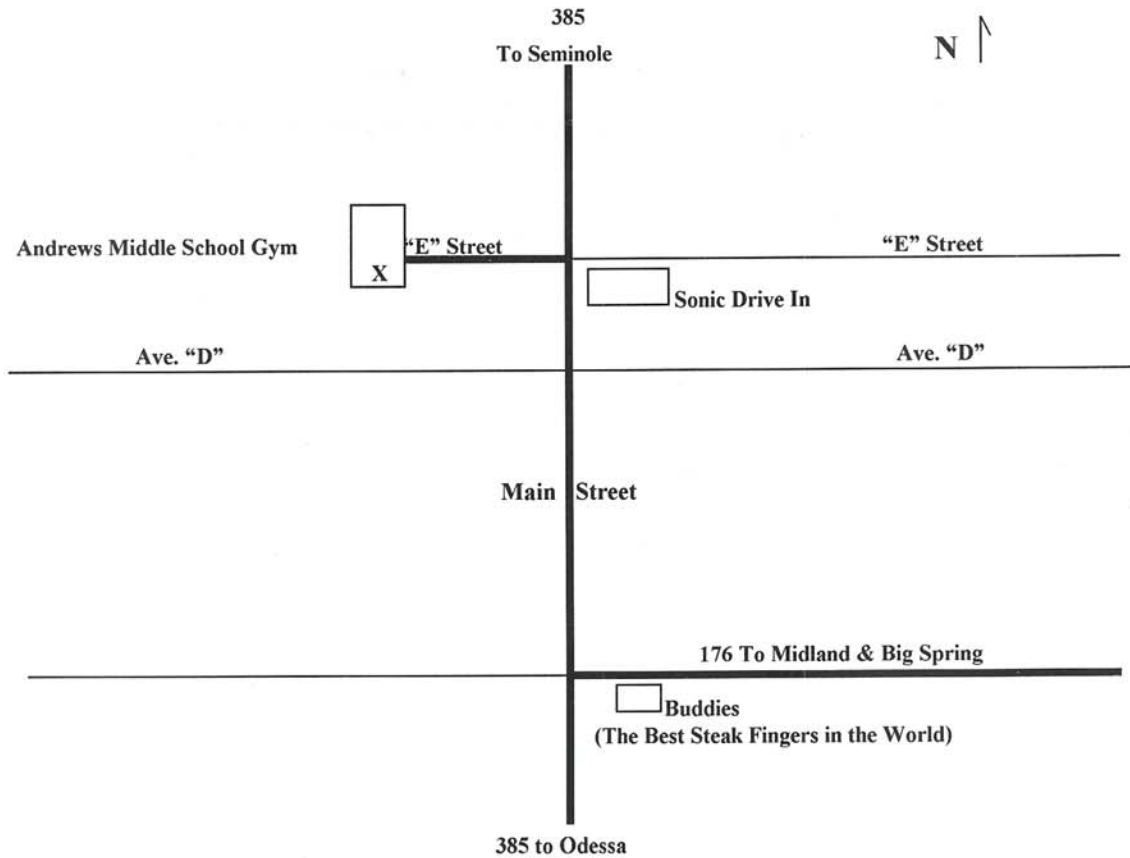 385
To Seminole
N
Andrews Middle School Gym
"E" Street
"E" Street
X
Sonic Drive In
Ave. "D"
Ave. "D"
Main Street
176 To Midland & Big Spring
Buddies
(The Best Steak Fingers in the World)
385 to Odessa